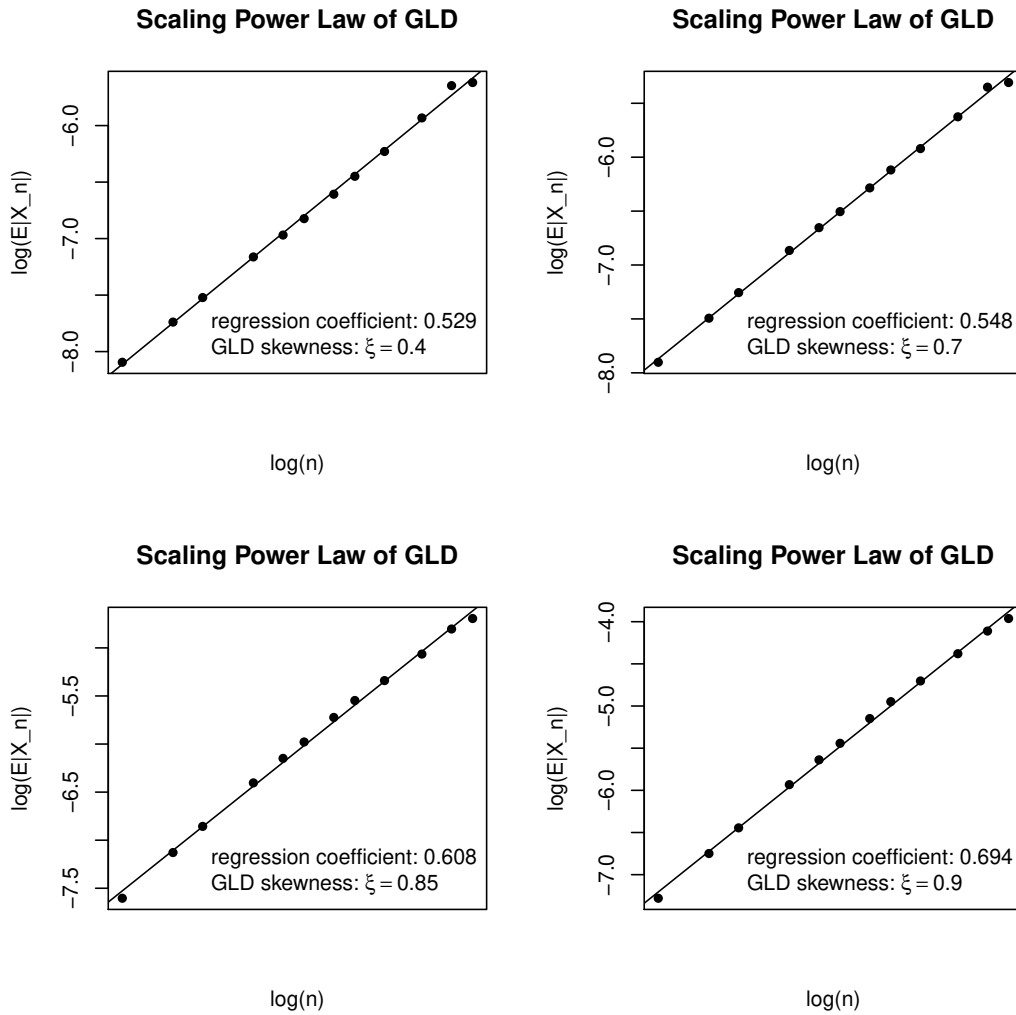 Scaling Power Law of GLD
log(E|X_n|)
−6.0
−7.0
−8.0
regression coefficient: 0.529
GLD skewness: ξ = 0.4
log(n)
Scaling Power Law of GLD
log(E|X_n|)
−6.0
−7.0
−8.0
regression coefficient: 0.548
GLD skewness: ξ = 0.7
log(n)
Scaling Power Law of GLD
log(E|X_n|)
−5.5
−6.5
−7.5
regression coefficient: 0.608
GLD skewness: ξ = 0.85
log(n)
Scaling Power Law of GLD
log(E|X_n|)
−4.0
−5.0
−6.0
−7.0
regression coefficient: 0.694
GLD skewness: ξ = 0.9
log(n)